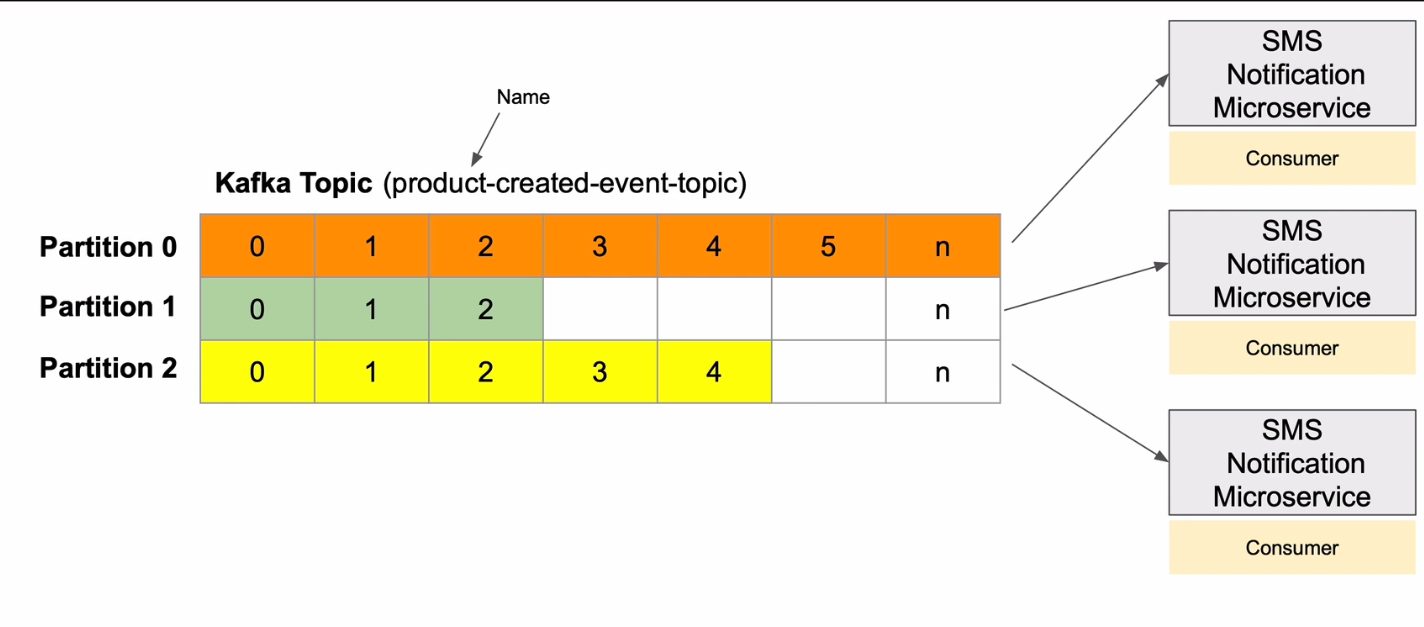 Name
Kafka Topic (product-created-event-topic)
Partition 0 0 1 2 3 4 5 n
Partition 1 0 1 2 n
Partition 2 0 1 2 3 4 n
SMS
Notification
Microservice
Consumer
SMS
Notification
Microservice
Consumer
SMS
Notification
Microservice
Consumer